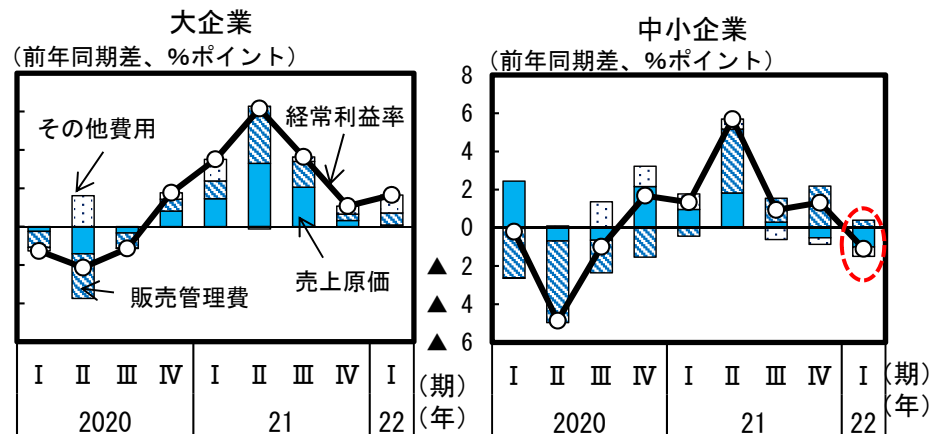 大企業
(前年同期差、%ポイント)
その他費用
経常利益率
売上原価
販売管理費
Ⅰ Ⅱ Ⅲ Ⅳ Ⅰ Ⅱ Ⅲ Ⅳ Ⅰ (期)
2020 21 22 (年)
中小企業
(前年同期差、%ポイント)
8
6
4
2
0
▲ 2
▲ 4
▲ 6
Ⅰ Ⅱ Ⅲ Ⅳ Ⅰ Ⅱ Ⅲ Ⅳ Ⅰ (期)
2020 21 22 (年)